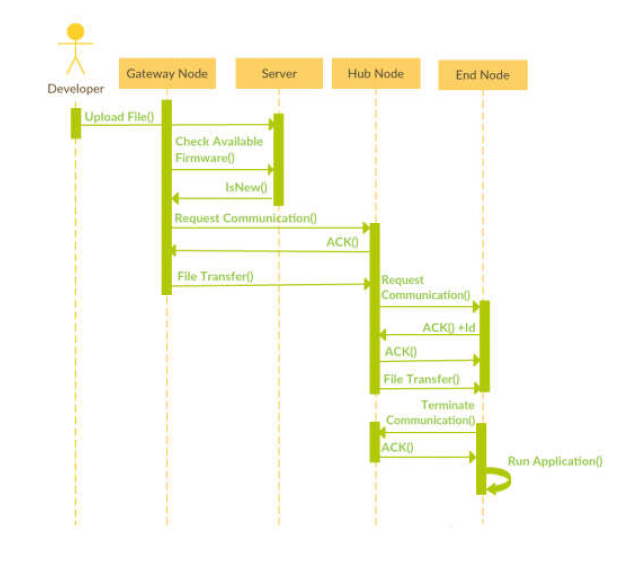 Developer
Gateway Node
Server
Hub Node
End Node
Upload File()
Check Available
Firmware()
IsNew()
Request Communication()
ACK()
File Transfer()
Request
Communication()
ACK() +Id
ACK()
File Transfer()
Terminate
Communication()
ACK()
Run Application()